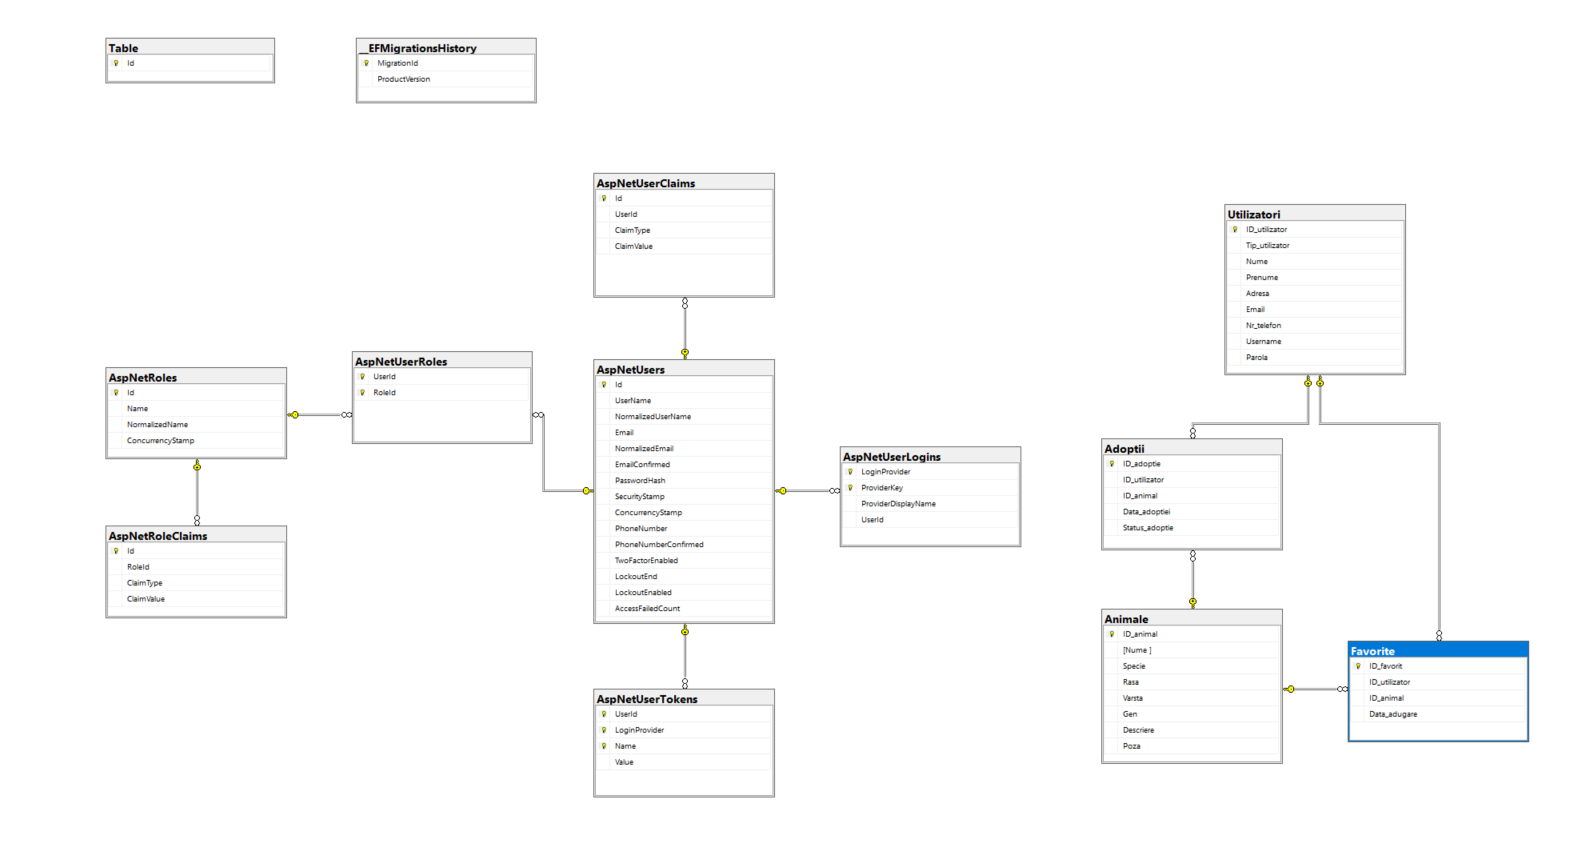 Table
Id
__EFMigrationsHistory
MigrationId
ProductVersion
AspNetUserClaims
Id
UserId
ClaimType
ClaimValue
Utilizatori
ID_utilizator
Tip_utilizator
Nume
Prenume
Adresa
Email
Nr_telefon
Username
Parola
AspNetRoles
Id
Name
NormalizedName
ConcurrencyStamp
AspNetUserRoles
UserId
RoleId
AspNetUsers
Id
UserName
NormalizedUserName
Email
NormalizedEmail
EmailConfirmed
PasswordHash
SecurityStamp
ConcurrencyStamp
PhoneNumber
PhoneNumberConfirmed
TwoFactorEnabled
LockoutEnd
LockoutEnabled
AccessFailedCount
AspNetUserLogins
LoginProvider
ProviderKey
ProviderDisplayName
UserId
Adoptii
ID_adoptie
ID_utilizator
ID_animal
Data_adoptiei
Status_adoptie
AspNetRoleClaims
Id
RoleId
ClaimType
ClaimValue
Animale
ID_animal
[Nume ]
Specie
Rasa
Varsta
Gen
Descriere
Poza
Favorite
ID_favorit
ID_utilizator
ID_animal
Data_adugare
AspNetUserTokens
UserId
LoginProvider
Name
Value